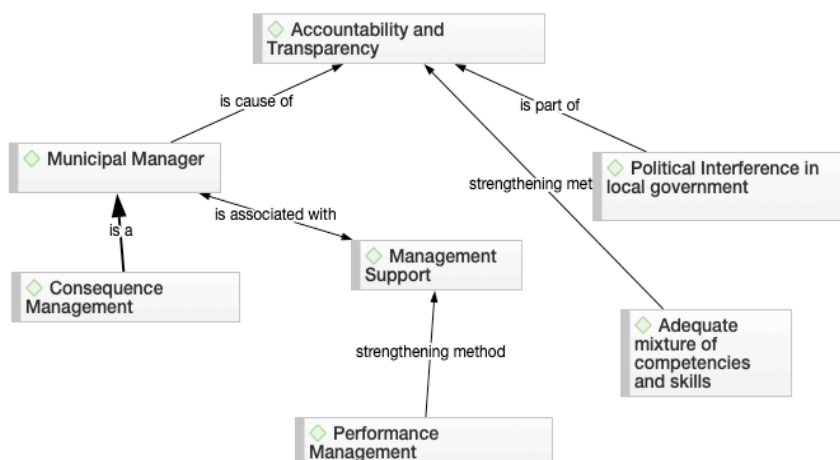 Accountability and
Transparency
is cause of
is part of
Municipal Manager
Political Interference in
local government
strengthening met
is associated with
is a
Management
Support
Consequence
Management
Adequate
mixture of
competencies
and skills
strengthening method
Performance
Management